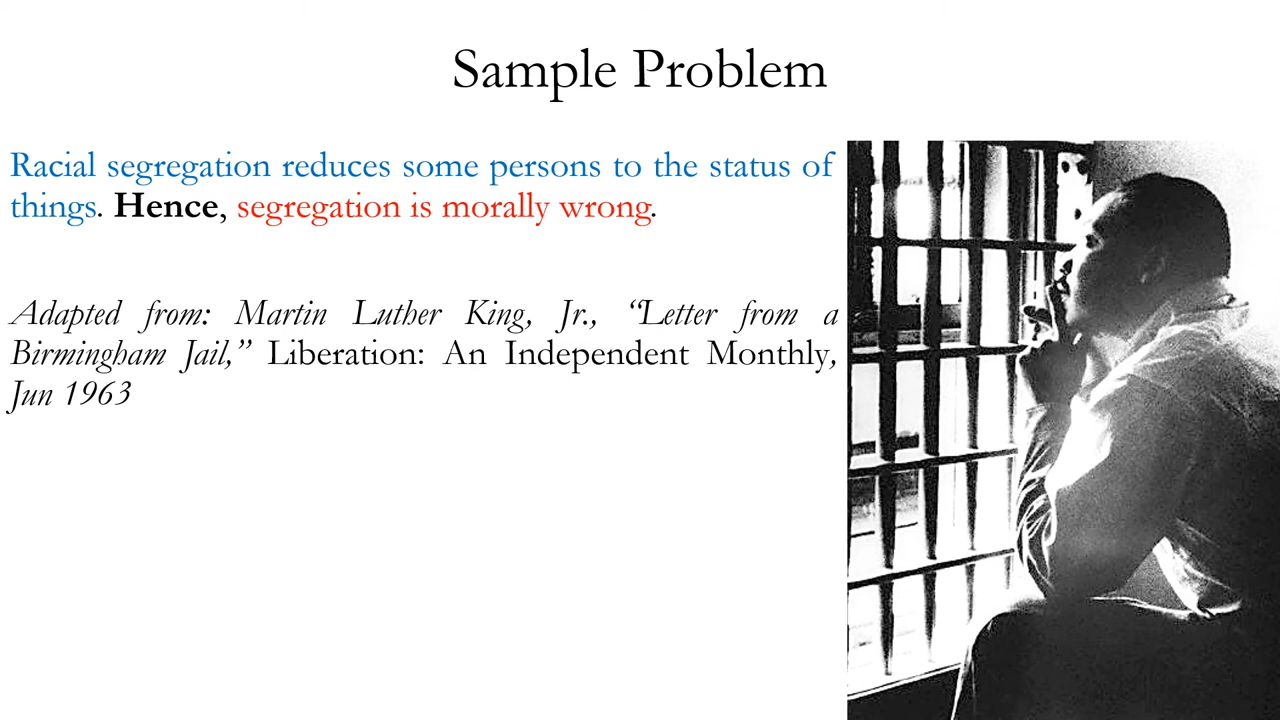 Sample Problem
Racial segregation reduces some persons to the status of
things. Hence, segregation is morally wrong.
Adapted from: Martin Luther King, Jr., “Letter from a
Birmingham Jail,” Liberation: An Independent Monthly,
Jun 1963